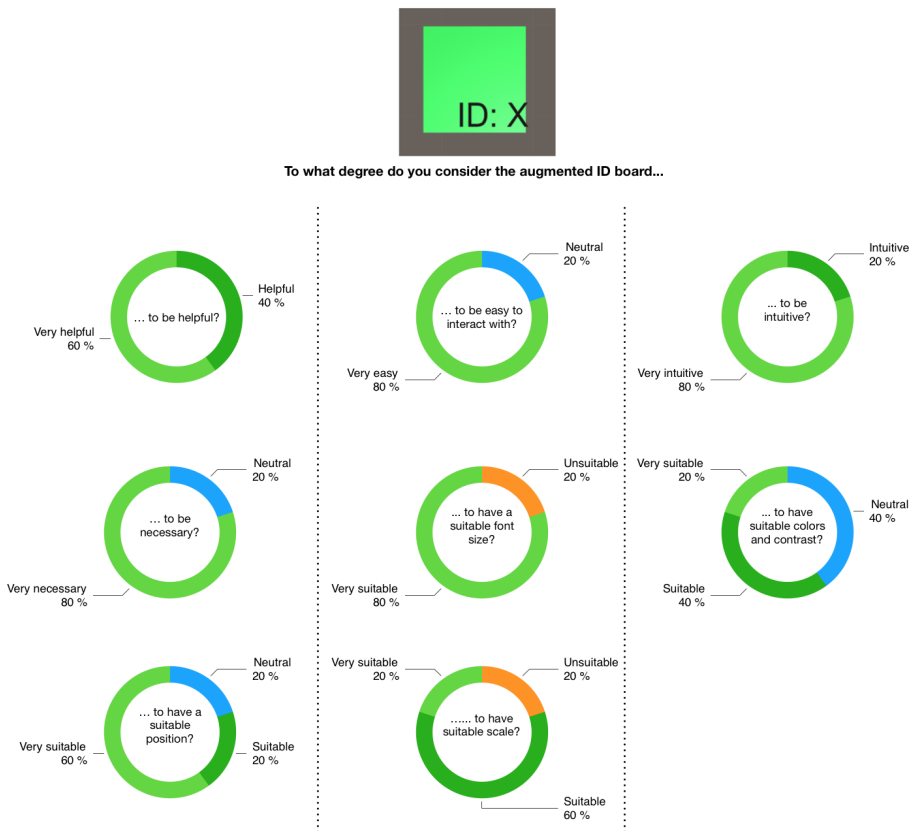 ID: X
To what degree do you consider the augmented ID board...
Helpful
40 %
… to be helpful?
Very helpful
60 %
Neutral
20 %
… to be easy to
interact with?
Very easy
80 %
Intuitive
20 %
... to be
intuitive?
Very intuitive
80 %
Neutral
20 %
… to be
necessary?
Very necessary
80 %
Unsuitable
20 %
... to have a
suitable font
size?
Very suitable
80 %
Very suitable
20 %
Neutral
40 %
... to have
suitable colors
and contrast?
Suitable
40 %
Neutral
20 %
… to have a
suitable
position?
Very suitable
60 %
Suitable
20 %
Very suitable
20 %
Unsuitable
20 %
…... to have
suitable scale?
Suitable
60 %